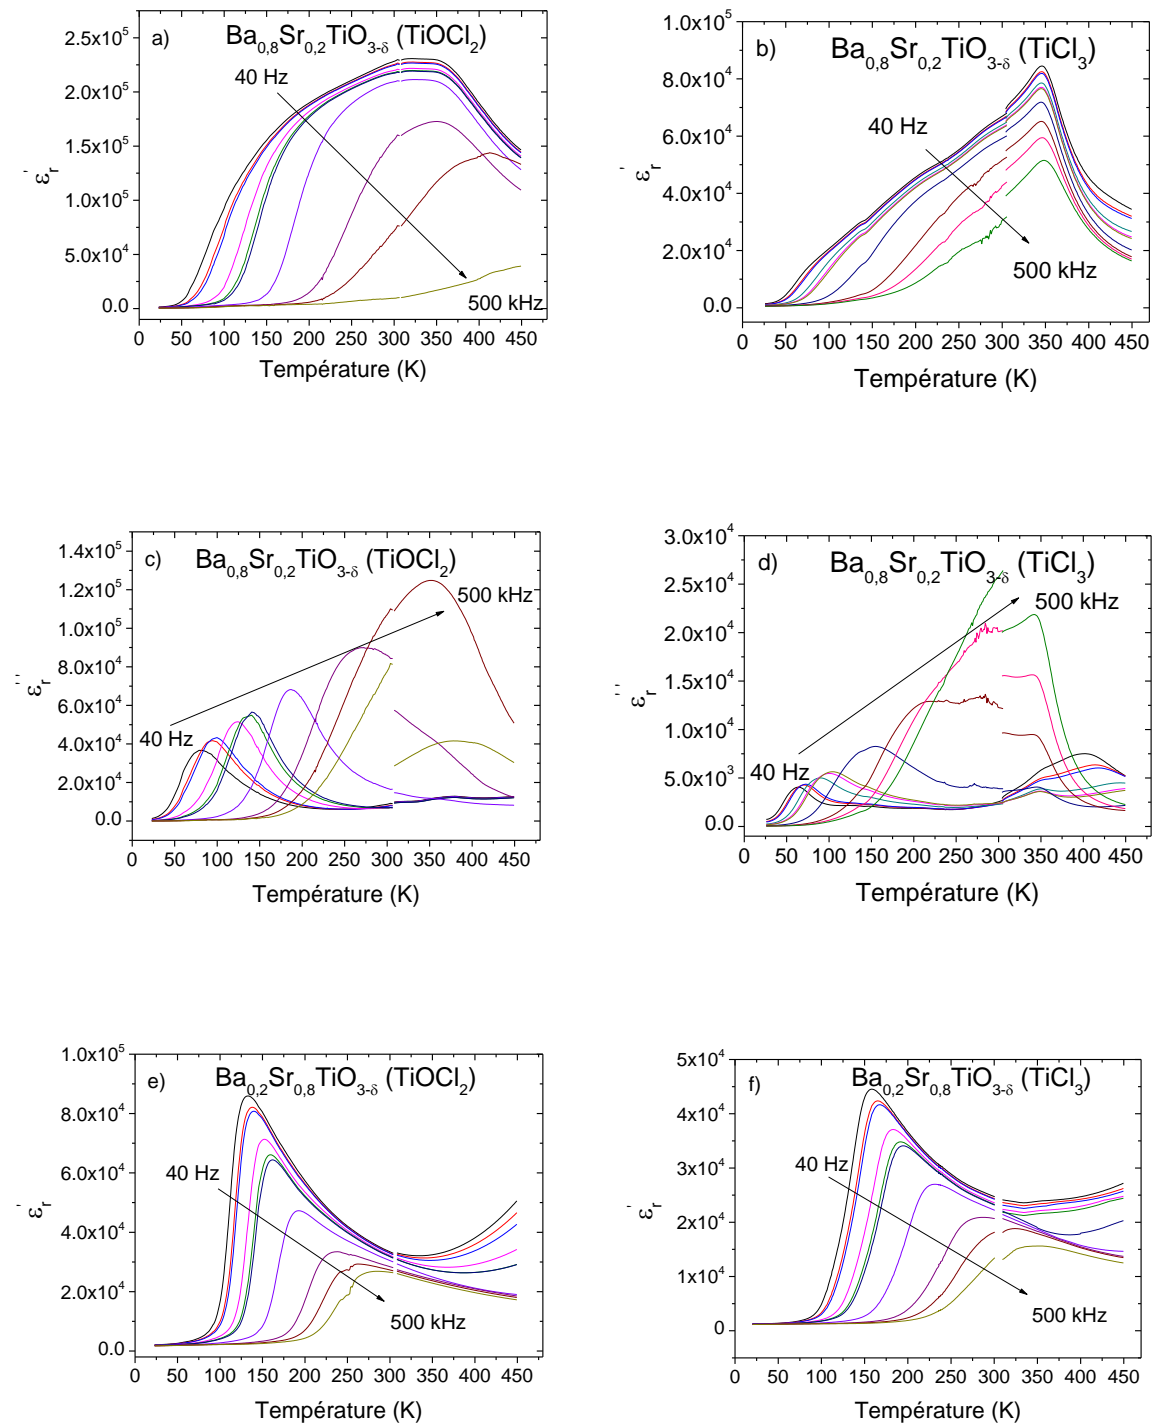 a) Ba0,8Sr0,2TiO3-δ (TiOCl2)
2.5x10^5
2.0x10^5
1.5x10^5
1.0x10^5
5.0x10^4
0.0
εr'
40 Hz
500 kHz
0 50 100 150 200 250 300 350 400 450
Température (K)
b) Ba0,8Sr0,2TiO3-δ (TiCl3)
1.0x10^5
8.0x10^4
6.0x10^4
4.0x10^4
2.0x10^4
0.0
εr'
40 Hz
500 kHz
0 50 100 150 200 250 300 350 400 450
Température (K)
c) Ba0,8Sr0,2TiO3-δ (TiOCl2)
1.4x10^5
1.2x10^5
1.0x10^5
8.0x10^4
6.0x10^4
4.0x10^4
2.0x10^4
0.0
εr''
500 kHz
40 Hz
0 50 100 150 200 250 300 350 400 450
Température (K)
d) Ba0,8Sr0,2TiO3-δ (TiCl3)
3.0x10^4
2.5x10^4
2.0x10^4
1.5x10^4
1.0x10^4
5.0x10^3
0.0
εr''
500 kHz
40 Hz
0 50 100 150 200 250 300 350 400 450
Température (K)
e) Ba0,2Sr0,8TiO3-δ (TiOCl2)
1.0x10^5
8.0x10^4
6.0x10^4
4.0x10^4
2.0x10^4
0.0
εr'
40 Hz
500 kHz
0 50 100 150 200 250 300 350 400 450
Température (K)
f) Ba0,2Sr0,8TiO3-δ (TiCl3)
5x10^4
4x10^4
3x10^4
2x10^4
1x10^4
0
εr'
40 Hz
500 kHz
0 50 100 150 200 250 300 350 400 450
Température (K)